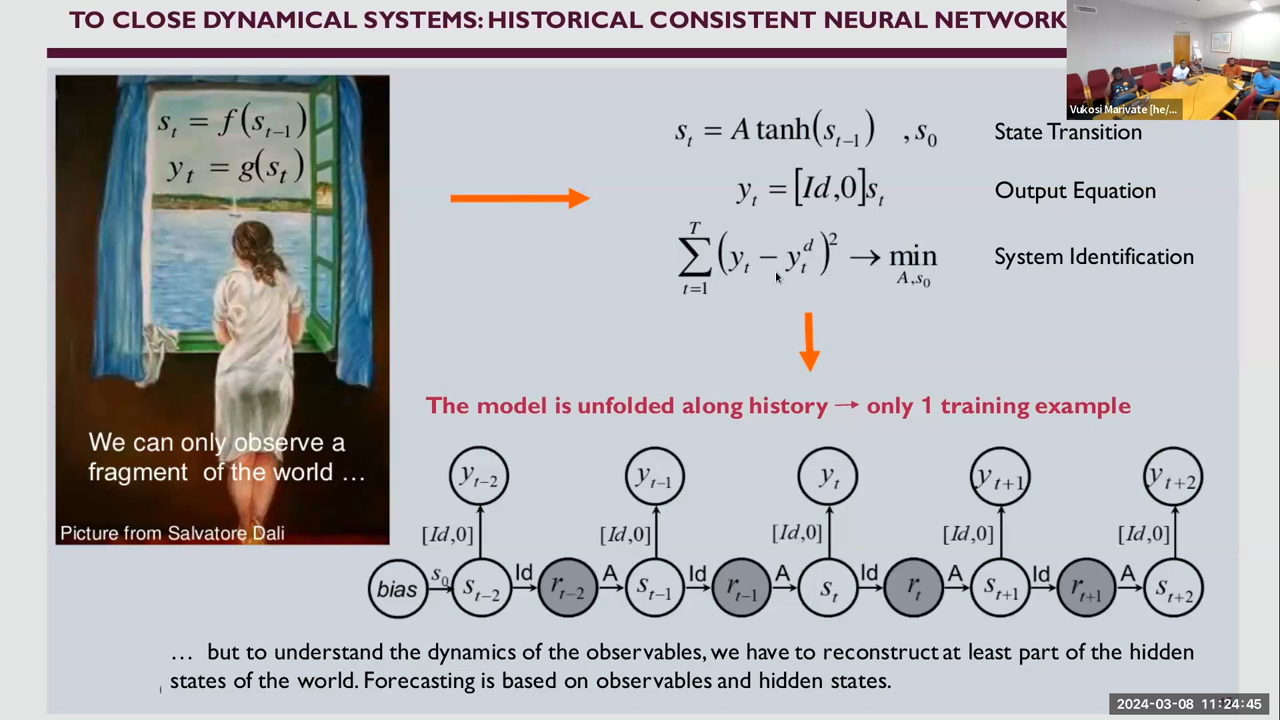 TO CLOSE DYNAMICAL SYSTEMS: HISTORICAL CONSISTENT NEURAL NETWORK
Vukosi Marivate [he/...
s_t = f(s_{t-1})
y_t = g(s_t)
We can only observe a
fragment of the world ...
Picture from Salvatore Dali
s_t = A tanh(s_{t-1}) , s_0 State Transition
y_t = [Id,0]s_t Output Equation
\sum_{t=1}^{T} (y_t − y_t^d)^2 → min_{A,s_0} System Identification
The model is unfolded along history → only 1 training example
y_{t-2} y_{t-1} y_t y_{t+1} y_{t+2}
[Id,0] [Id,0] [Id,0] [Id,0] [Id,0]
bias s_0 s_{t-2} Id r_{t-2} A s_{t-1} Id r_{t-1} A s_t Id r_t A s_{t+1} Id r_{t+1} A s_{t+2}
... but to understand the dynamics of the observables, we have to reconstruct at least part of the hidden
states of the world. Forecasting is based on observables and hidden states.
2024-03-08 11:24:45